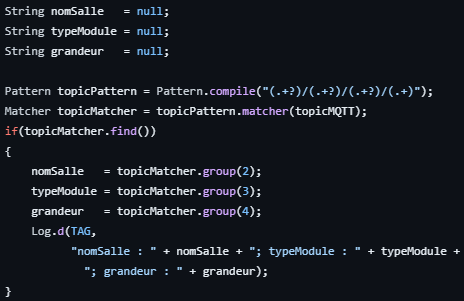 String nomSalle   = null;
String typeModule = null;
String grandeur   = null;

Pattern topicPattern = Pattern.compile("(.+?)/(.+?)/(.+?)/(.+)");
Matcher topicMatcher = topicPattern.matcher(topicMQTT);
if(topicMatcher.find())
{
    nomSalle   = topicMatcher.group(2);
    typeModule = topicMatcher.group(3);
    grandeur   = topicMatcher.group(4);
    Log.d(TAG,
          "nomSalle : " + nomSalle + "; typeModule : " + typeModule +
            "; grandeur : " + grandeur);
}